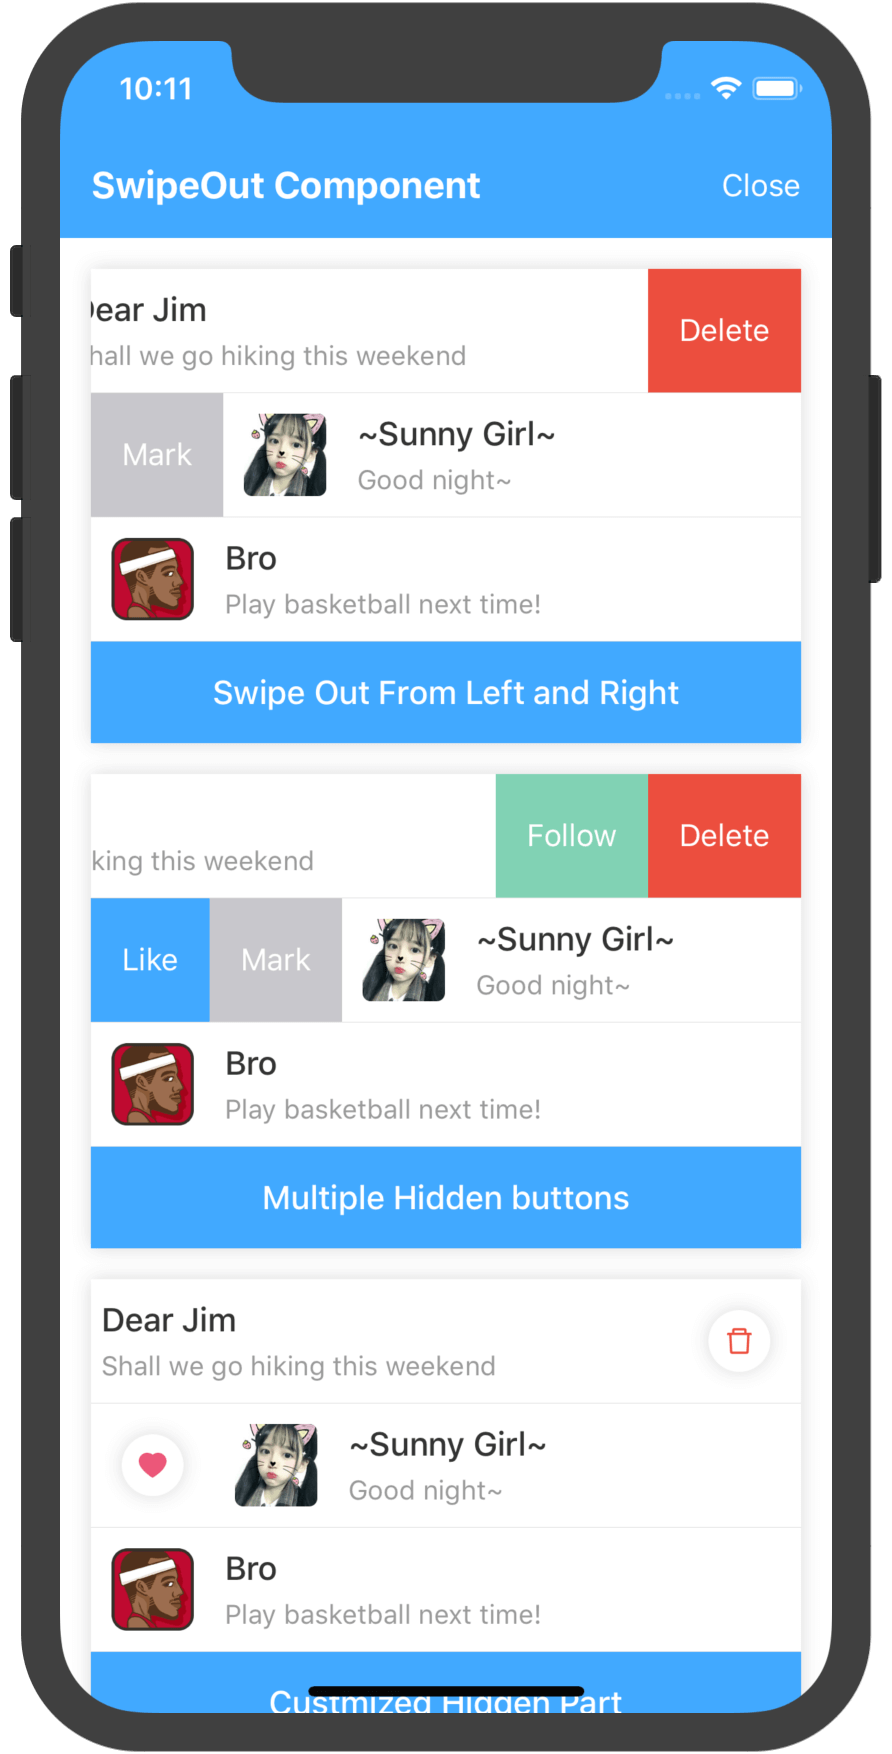 10:11
SwipeOut Component
Close
Dear Jim
hall we go hiking this weekend
Delete
Mark
~Sunny Girl~
Good night~
Bro
Play basketball next time!
Swipe Out From Left and Right
king this weekend
Follow
Delete
Like
Mark
~Sunny Girl~
Good night~
Bro
Play basketball next time!
Multiple Hidden buttons
Dear Jim
Shall we go hiking this weekend
~Sunny Girl~
Good night~
Bro
Play basketball next time!
Custmized Hidden Part